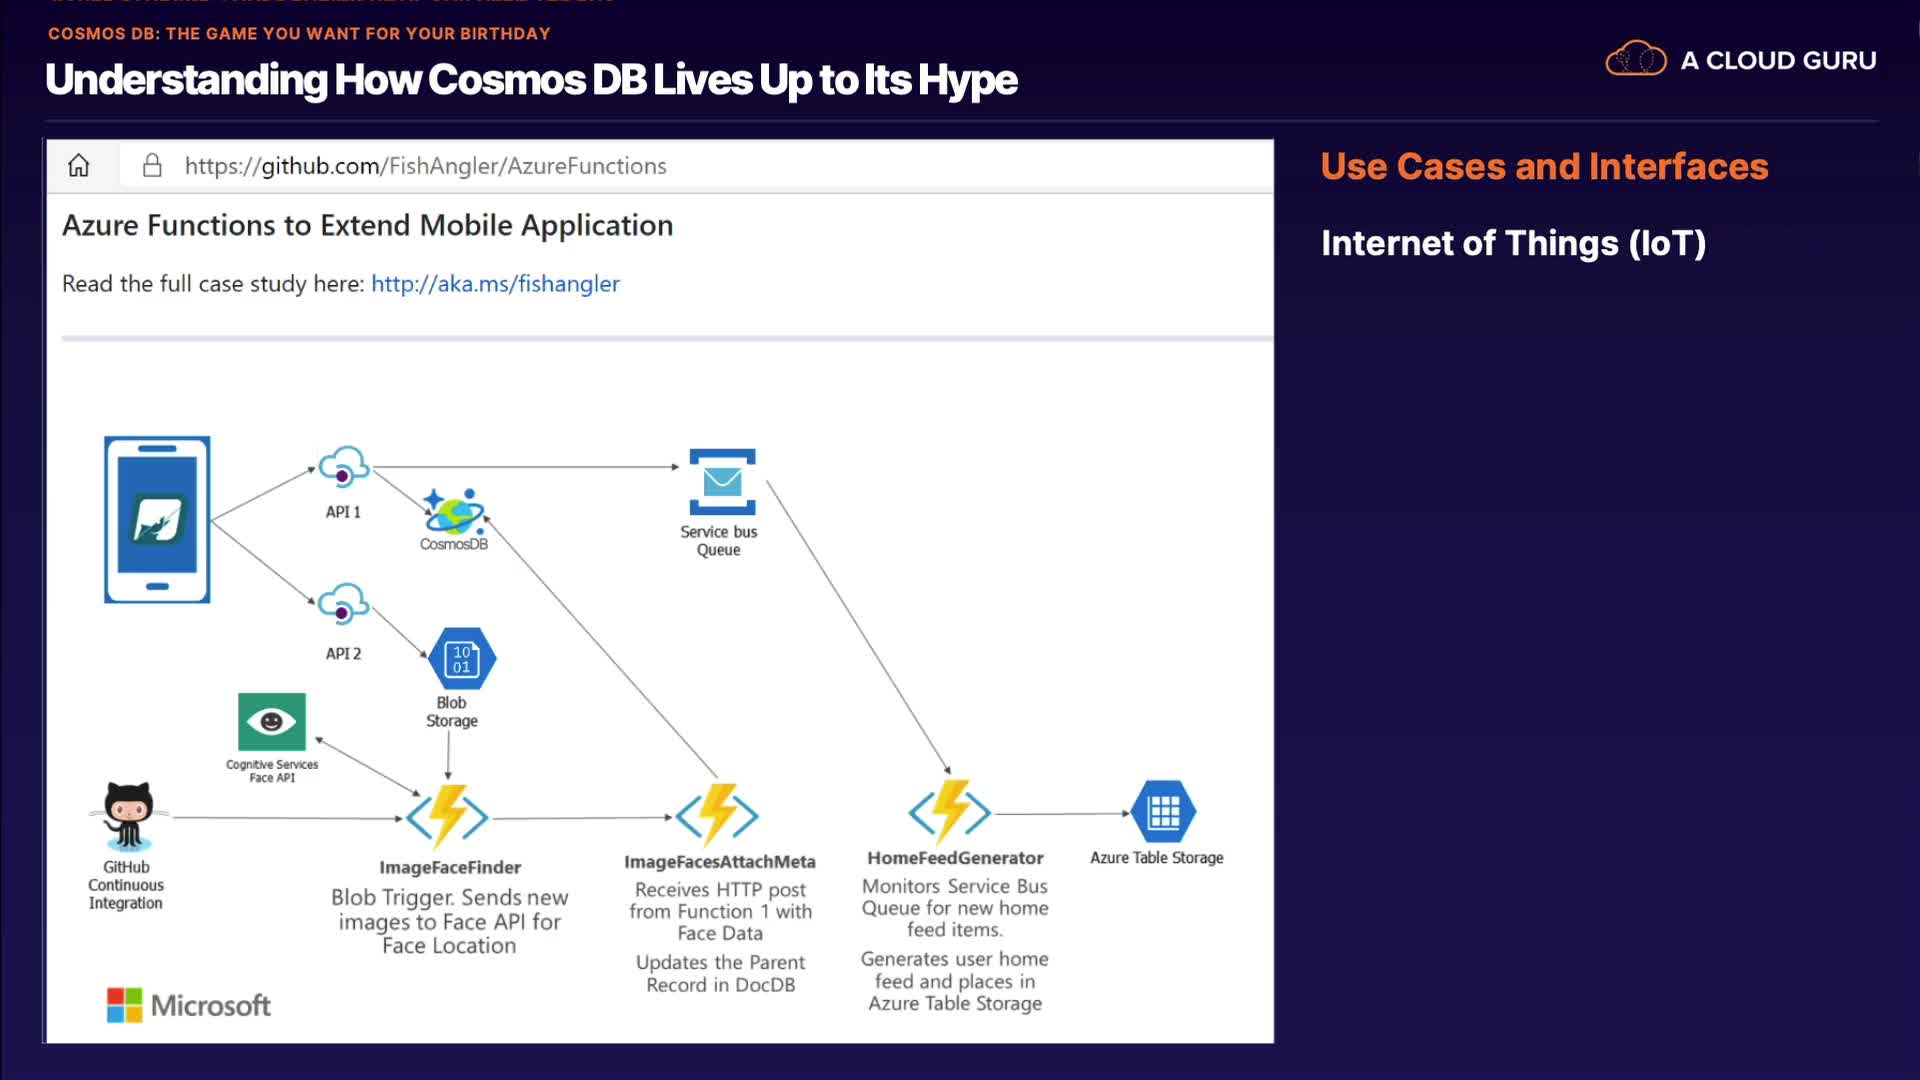 COSMOS DB: THE GAME YOU WANT FOR YOUR BIRTHDAY
Understanding How Cosmos DB Lives Up to Its Hype
A CLOUD GURU
https://github.com/FishAngler/AzureFunctions
Azure Functions to Extend Mobile Application
Read the full case study here: http://aka.ms/fishangler
Use Cases and Interfaces
Internet of Things (IoT)
API 1
CosmosDB
Service bus
Queue
API 2
10
01
Blob
Storage
Cognitive Services
Face API
GitHub
Continuous
Integration
ImageFaceFinder
Blob Trigger. Sends new
images to Face API for
Face Location
ImageFacesAttachMeta
Receives HTTP post
from Function 1 with
Face Data
Updates the Parent
Record in DocDB
HomeFeedGenerator
Monitors Service Bus
Queue for new home
feed items.
Generates user home
feed and places in
Azure Table Storage
Azure Table Storage
Microsoft